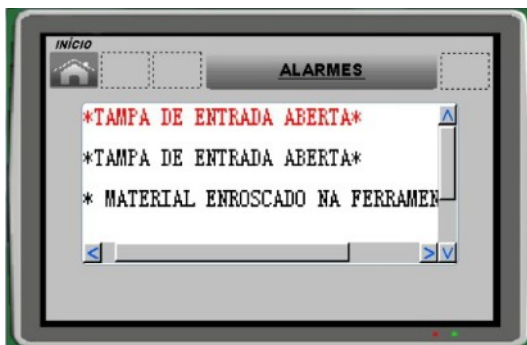 INÍCIO
ALARMES
*TAMPA DE ENTRADA ABERTA*
*TAMPA DE ENTRADA ABERTA*
* MATERIAL ENROSCADO NA FERRAMEN